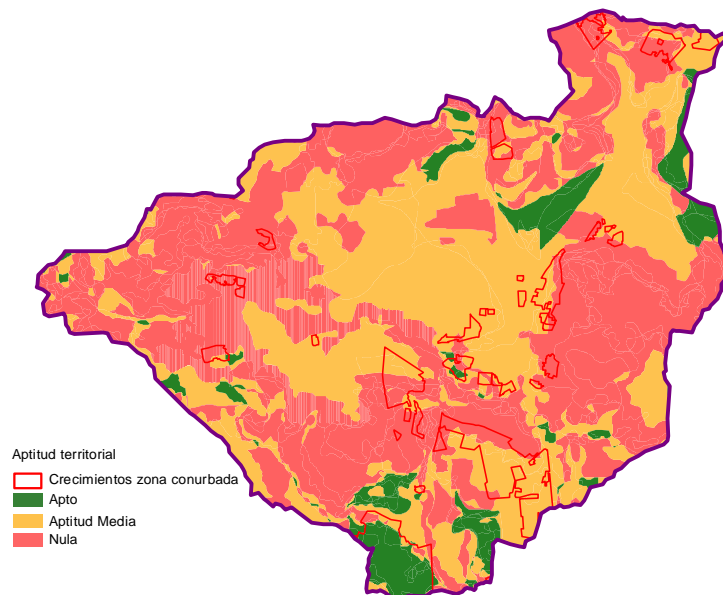 Aptitud territorial
Crecimientos zona conurbada
Apto
Aptitud Media
Nula